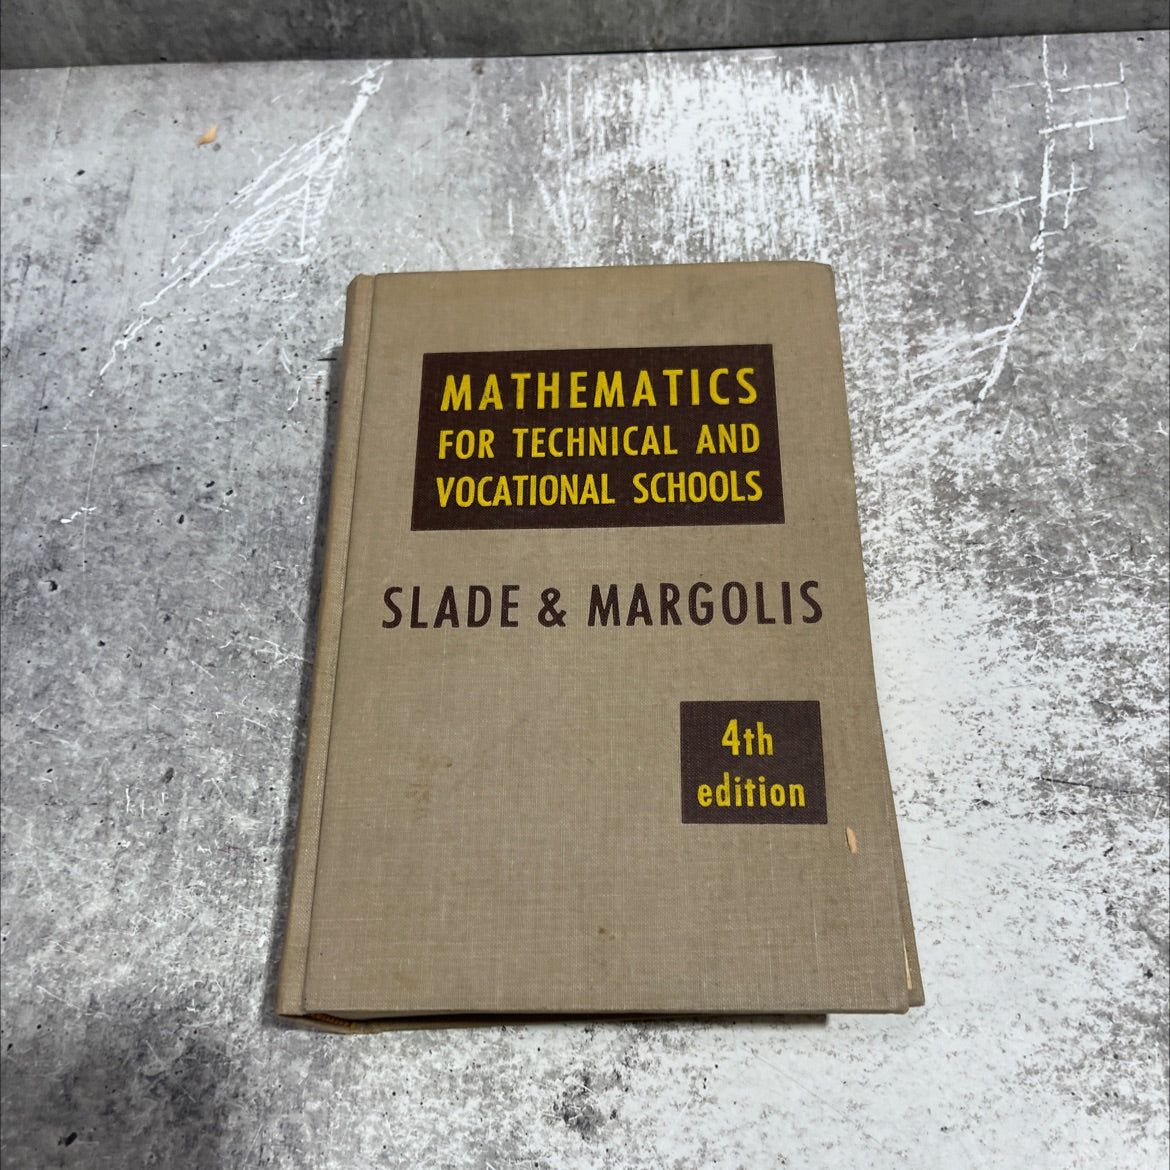 MATHEMATICS
FOR TECHNICAL AND
VOCATIONAL SCHOOLS
SLADE & MARGOLIS
4th
edition